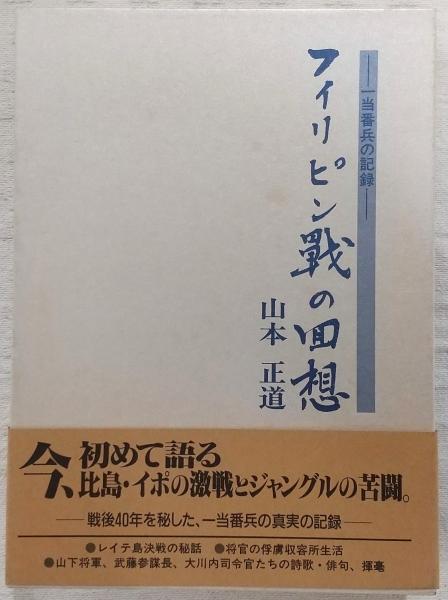 フィリピン戰の回想
―一当番兵の記録―
山本 正道
今、初めて語る
比島・イポの激戦とジャングルの苦闘。
―戦後40年を秘した、一当番兵の真実の記録―
●レイテ島決戦の秘話 ●将官の俘虜収容所生活
●山下将軍、武藤参謀長、大川内司令官たちの詩歌・俳句、揮毫